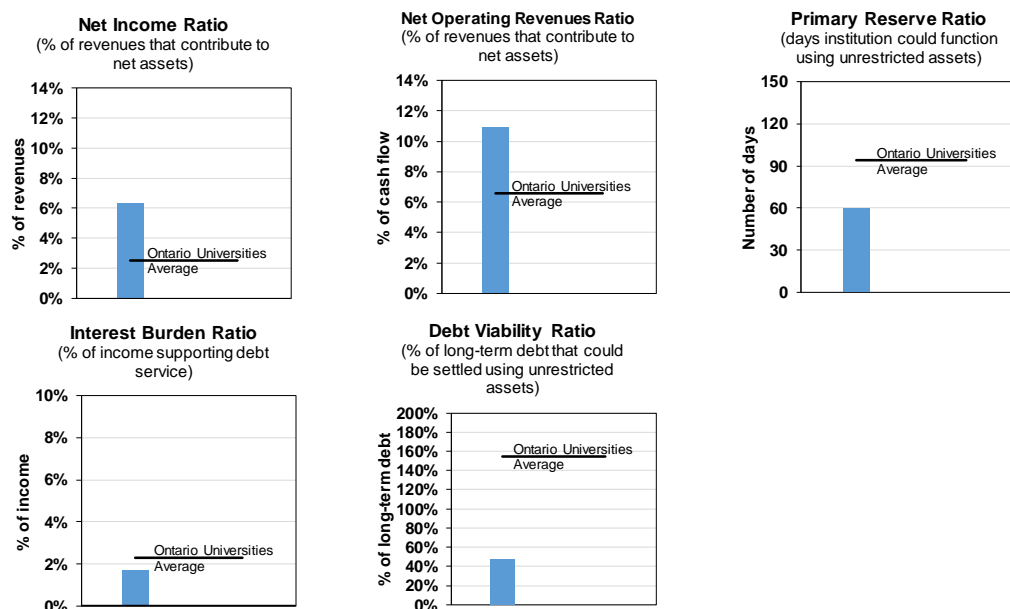 Net Income Ratio
(% of revenues that contribute to
net assets)
14%
12%
10%
8%
6%
4%
2%
0%
% of revenues
Ontario Universities
Average
Net Operating Revenues Ratio
(% of revenues that contribute to
net assets)
14%
12%
10%
8%
6%
4%
2%
0%
% of cash flow
Ontario Universities
Average
Primary Reserve Ratio
(days institution could function
using unrestricted assets)
150
120
90
60
30
0
Number of days
Ontario Universities
Average
Interest Burden Ratio
(% of income supporting debt
service)
10%
8%
6%
4%
2%
0%
% of income
Ontario Universities
Average
Debt Viability Ratio
(% of long-term debt that could
be settled using unrestricted
assets)
200%
180%
160%
140%
120%
100%
80%
60%
40%
20%
0%
% of long-term debt
Ontario Universities
Average